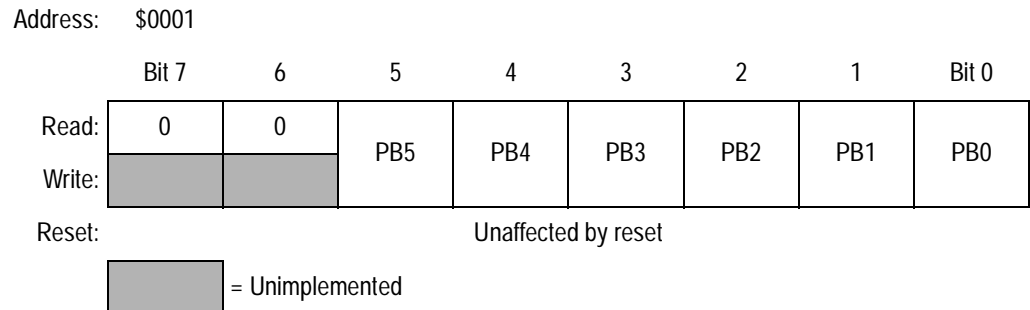 Address: $0001
Bit 7 6 5 4 3 2 1 Bit 0
Read: 0 0 PB5 PB4 PB3 PB2 PB1 PB0
Write:
Reset: Unaffected by reset
= Unimplemented